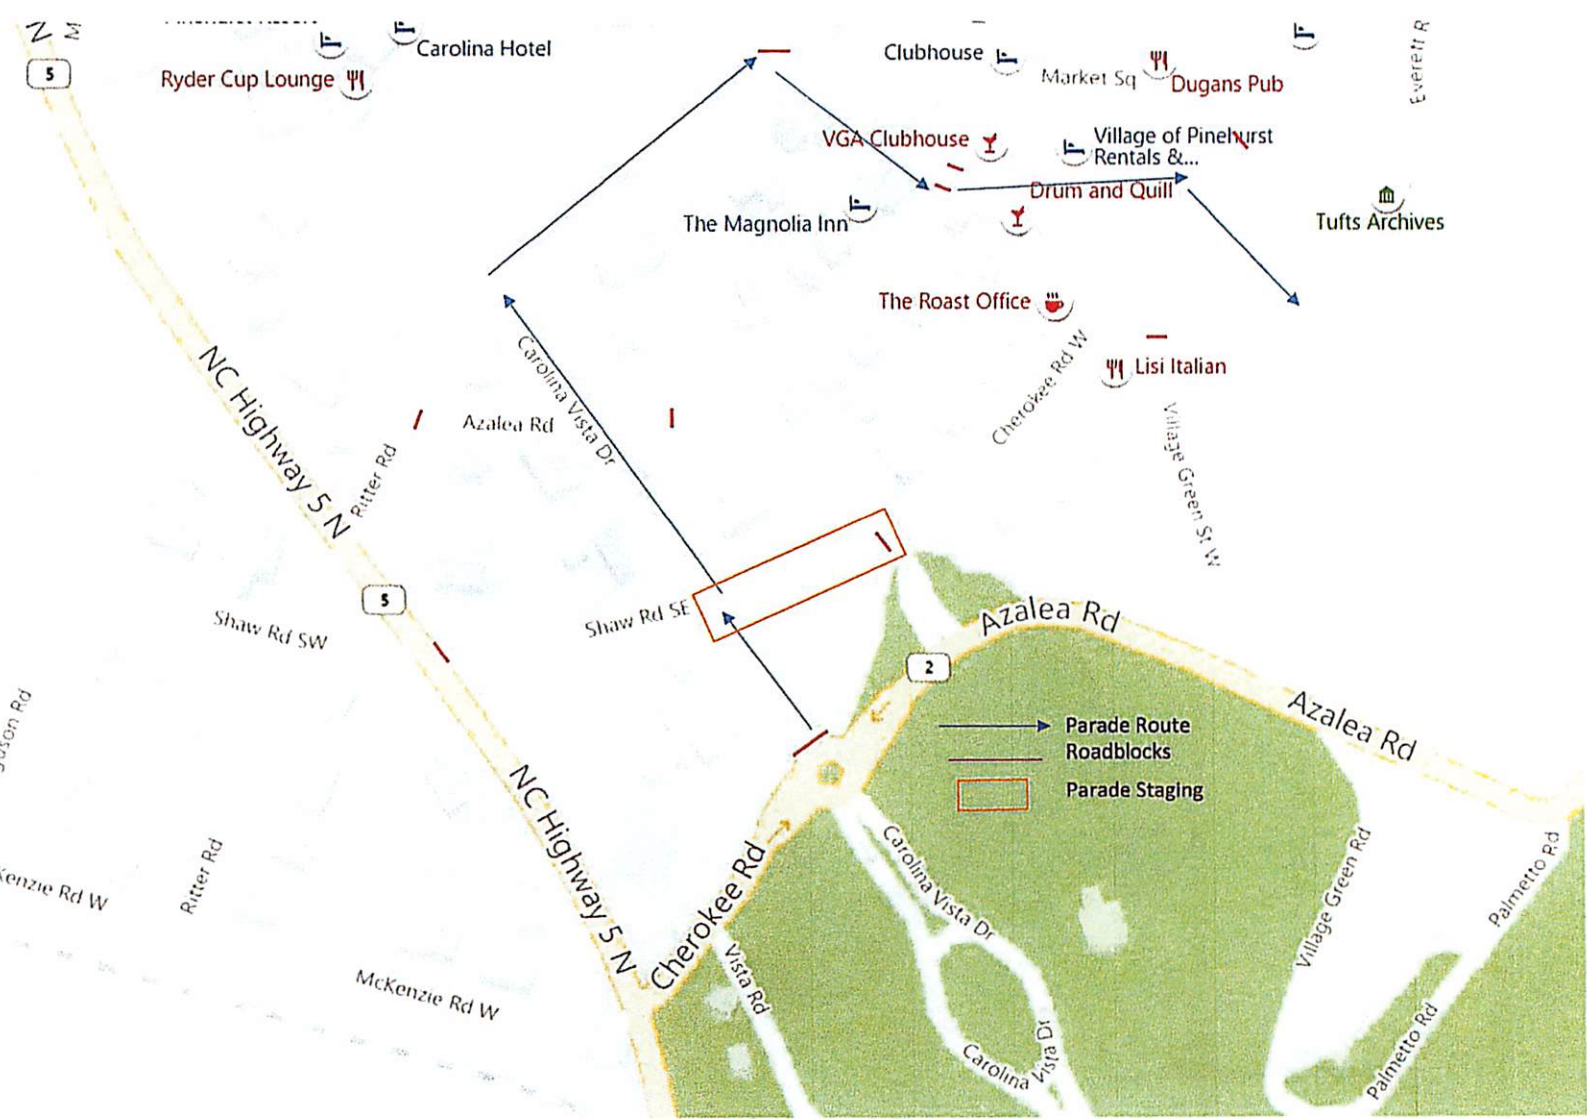 N
M
5
Carolina Hotel
Ryder Cup Lounge
Clubhouse
Market Sq
Dugans Pub
Everett R
VGA Clubhouse
Village of Pinehurst
Rentals &...
Drum and Quill
The Magnolia Inn
Tufts Archives
The Roast Office
Cherokee Rd W
Lisi Italian
Village Green St W
NC Highway 5 N
Carolina Vista Dr
Azalea Rd
Ritter Rd
5
Shaw Rd SW
Shaw Rd SE
Azalea Rd
2
Azalea Rd
Parade Route
Roadblocks
Parade Staging
NC Highway 5 N
Cherokee Rd
Carolina Vista Dr
Village Green Rd
Palmetto Rd
Ritter Rd
Kenzie Rd W
McKenzie Rd W
Vista Rd
Carolina Vista Dr
Palmetto Rd